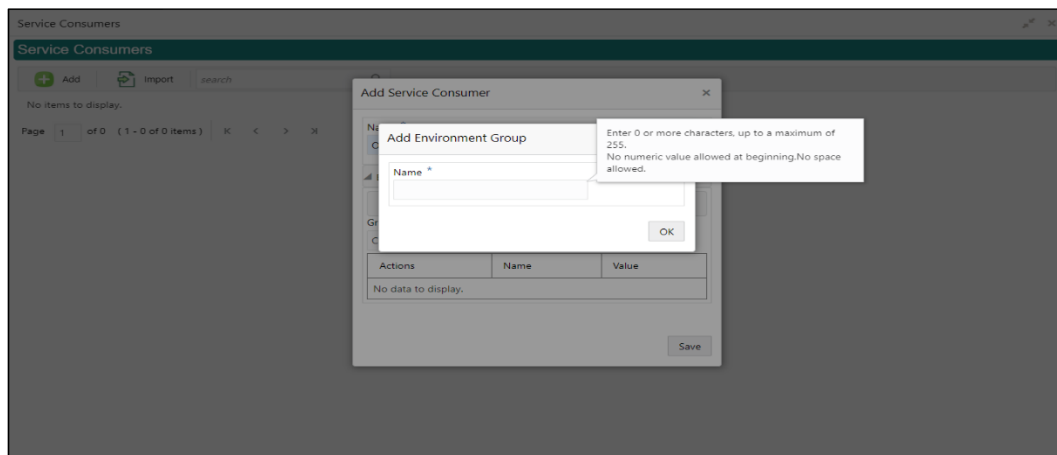 Service Consumers
Service Consumers
Add Import search
No items to display.
Page 1 of 0 ( 1 - 0 of 0 items )
Add Service Consumer
Add Environment Group
Enter 0 or more characters, up to a maximum of
255.
No numeric value allowed at beginning.No space
allowed.
Name *
OK
Actions Name Value
No data to display.
Save